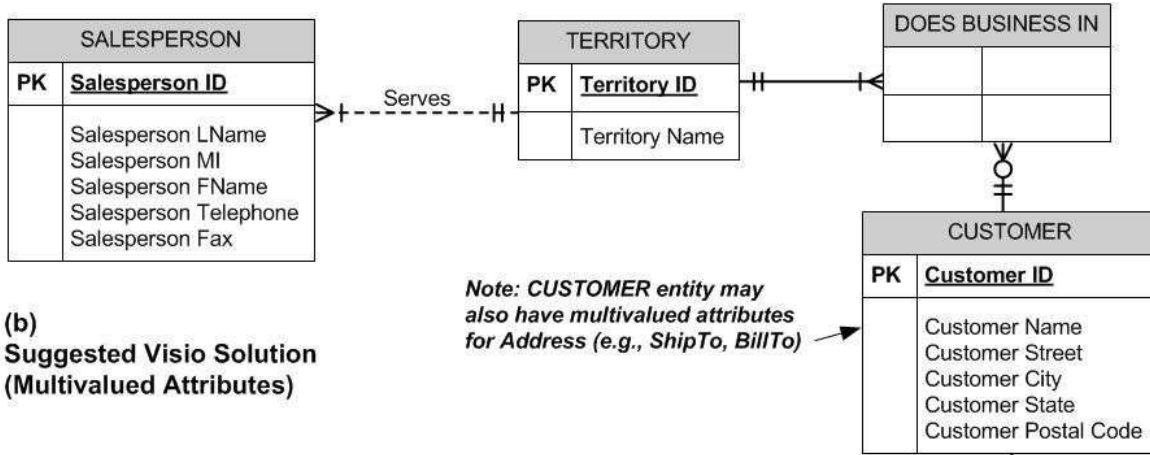 SALESPERSON
PK Salesperson ID
Salesperson LName
Salesperson MI
Salesperson FName
Salesperson Telephone
Salesperson Fax
Serves
TERRITORY
PK Territory ID
Territory Name
DOES BUSINESS IN
CUSTOMER
PK Customer ID
Customer Name
Customer Street
Customer City
Customer State
Customer Postal Code
Note: CUSTOMER entity may
also have multivalued attributes
for Address (e.g., ShipTo, BillTo)
(b)
Suggested Visio Solution
(Multivalued Attributes)